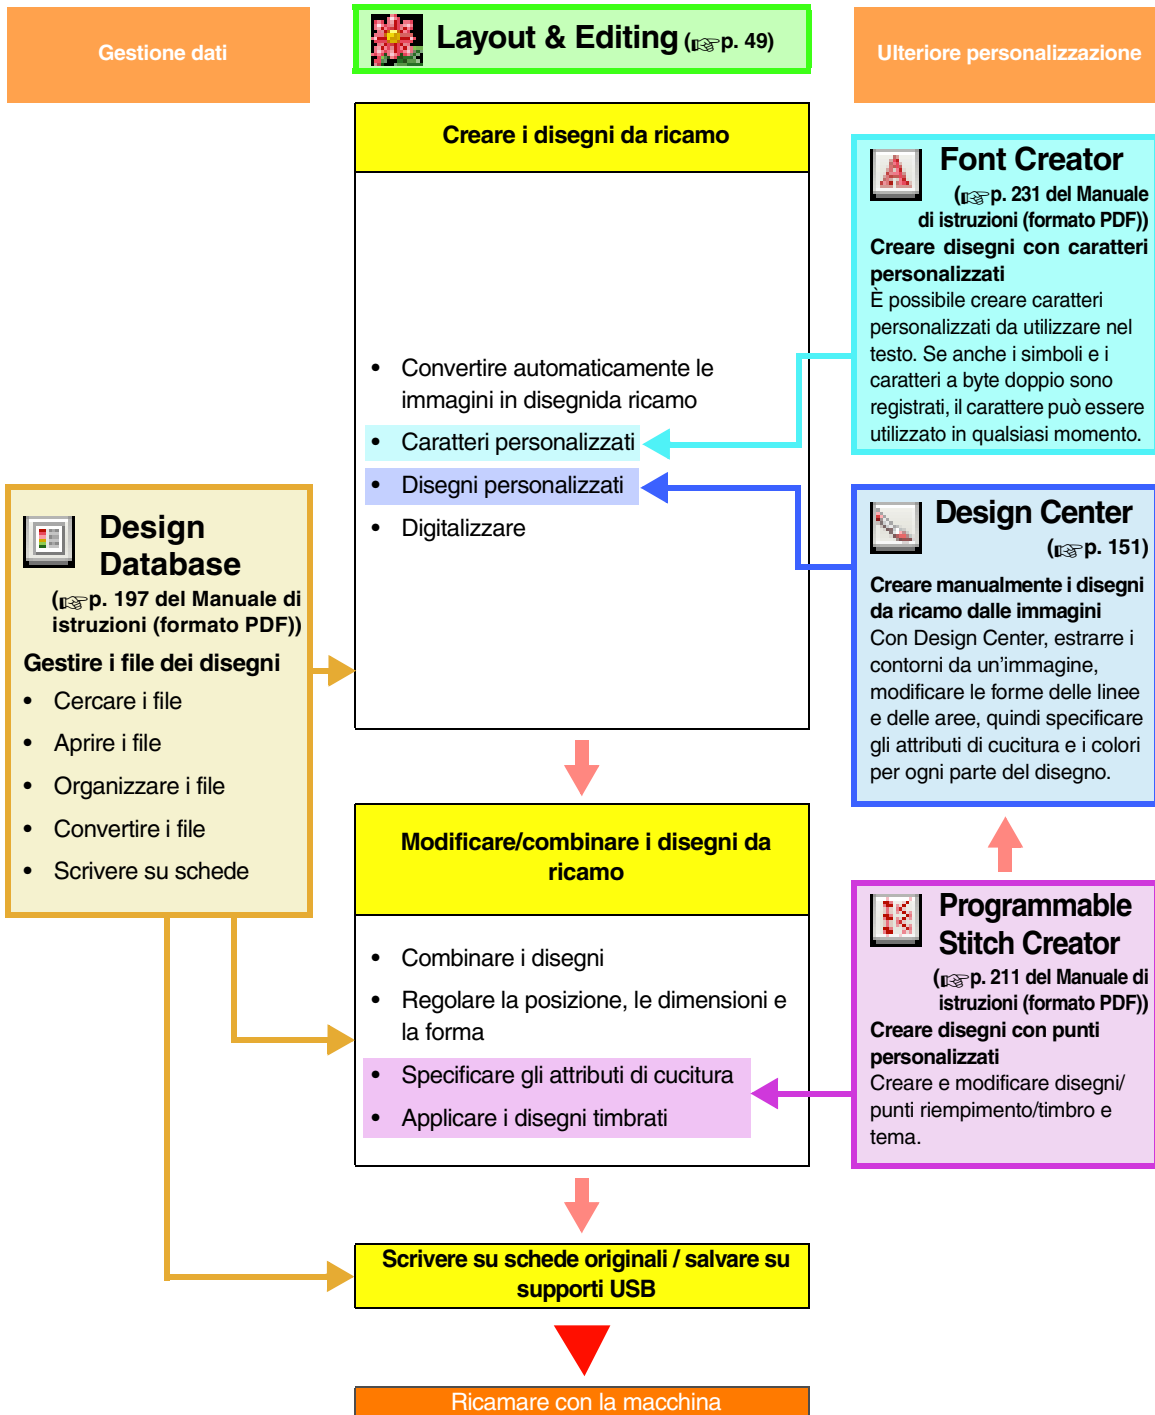 Gestione dati
Layout & Editing (☞p. 49)
Ulteriore personalizzazione
Creare i disegni da ricamo
• Convertire automaticamente le
immagini in disegnida ricamo
• Caratteri personalizzati
• Disegni personalizzati
• Digitalizzare
Font Creator
(☞p. 231 del Manuale
di istruzioni (formato PDF))
Creare disegni con caratteri
personalizzati
È possibile creare caratteri
personalizzati da utilizzare nel
testo. Se anche i simboli e i
caratteri a byte doppio sono
registrati, il carattere può essere
utilizzato in qualsiasi momento.
Design
Database
(☞p. 197 del Manuale di
istruzioni (formato PDF))
Gestire i file dei disegni
• Cercare i file
• Aprire i file
• Organizzare i file
• Convertire i file
• Scrivere su schede
Design Center
(☞p. 151)
Creare manualmente i disegni
da ricamo dalle immagini
Con Design Center, estrarre i
contorni da un'immagine,
modificare le forme delle linee
e delle aree, quindi specificare
gli attributi di cucitura e i colori
per ogni parte del disegno.
Modificare/combinare i disegni da
ricamo
• Combinare i disegni
• Regolare la posizione, le dimensioni e
la forma
• Specificare gli attributi di cucitura
• Applicare i disegni timbrati
Programmable
Stitch Creator
(☞p. 211 del Manuale di
istruzioni (formato PDF))
Creare disegni con punti
personalizzati
Creare e modificare disegni/
punti riempimento/timbro e
tema.
Scrivere su schede originali / salvare su
supporti USB
Ricamare con la macchina